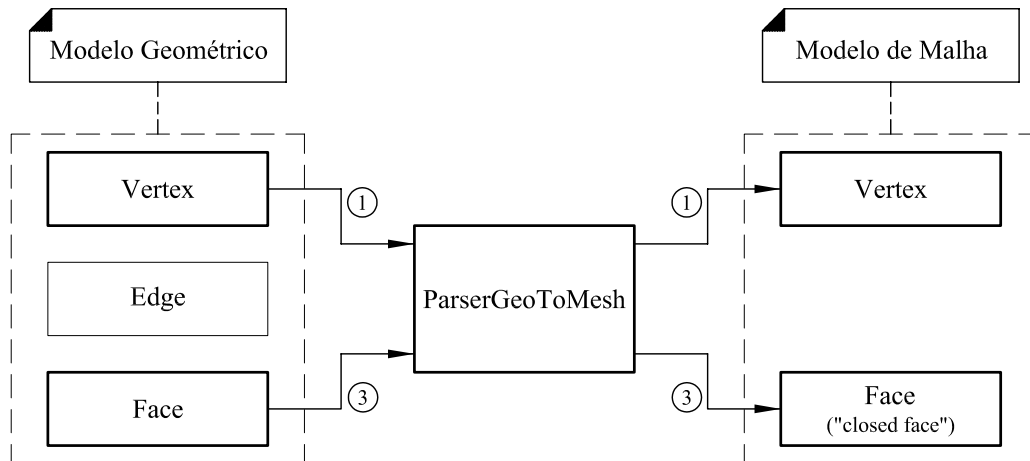 Modelo Geométrico
Modelo de Malha
Vertex
1
1
Vertex
Edge
ParserGeoToMesh
Face
3
3
Face
("closed face")